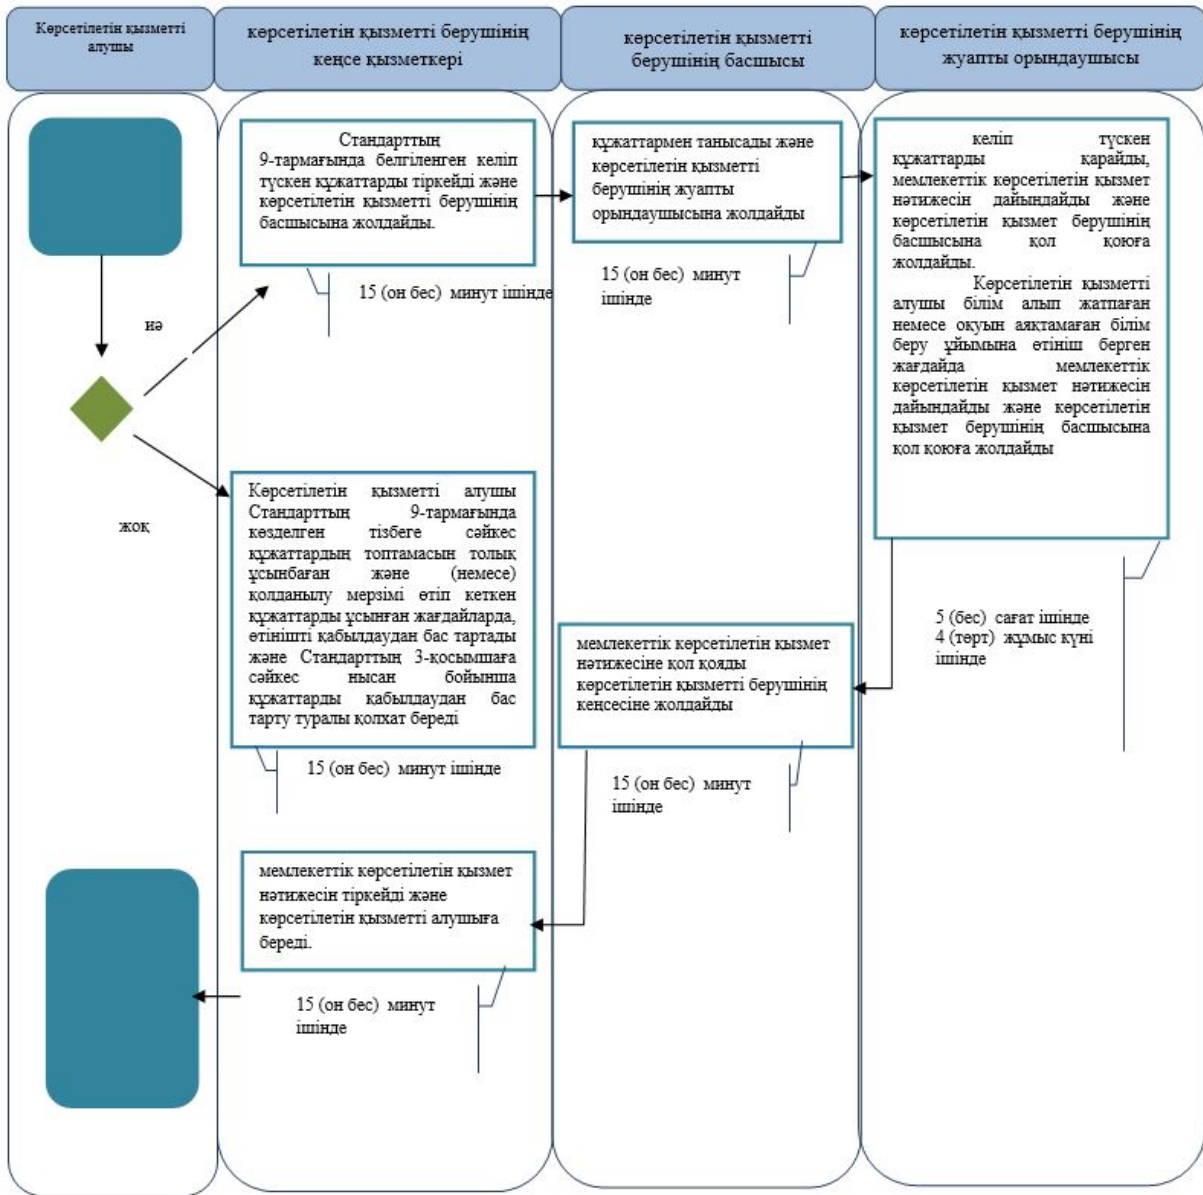 Көрсетілетін қызметті
алушы
көрсетілетін қызметті берушінің
кеңсе қызметкері
көрсетілетін қызметті
берушінің басшысы
көрсетілетін қызметті берушінің
жуапты орындаушысы
Стандарттың
9-тармағында белгіленген келіп
түскен құжаттарды тіркейді және
көрсетілетін қызметті берушінің
басшысына жолдайды.
15 (он бес) минут ішінде
құжаттармен танысады және
көрсетілетін қызметті
берушінің жуапты
орындаушысына жолдайды
15 (он бес) минут
ішінде
келіп түскен
құжаттарды қарайды,
мемлекеттік көрсетілетін қызмет
нәтижесін дайындайды және
көрсетілетін қызмет берушінің
басшысына қол қоюға
жолдайды.
Көрсетілетін қызметті
алушы білім алып жатпаған
немесе оқуын аяқтамаған білім
беру ұйымына өтініш берген
жағдайда мемлекеттік
көрсетілетін қызмет нәтижесін
дайындайды және көрсетілетін
қызмет берушінің басшысына
қол қоюға жолдайды
5 (бес) сағат ішінде
4 (төрт) жұмыс күні
ішінде
иә
жоқ
Көрсетілетін қызметті алушы
Стандарттың 9-тармағында
көзделген тізбеге сәйкес
құжаттардың топтамасын толық
ұсынбаған және (немесе)
қолданылу мерзімі өтіп кеткен
құжаттарды ұсынған жағдайларда,
өтінішті қабылдаудан бас тартады
және Стандарттың 3-қосымшаға
сәйкес нысан бойынша
құжаттарды қабылдаудан бас
тарту туралы қолхат береді
15 (он бес) минут ішінде
мемлекеттік көрсетілетін қызмет
нәтижесіне қол қояды
көрсетілетін қызметті берушінің
кеңсесіне жолдайды
15 (он бес) минут
ішінде
мемлекеттік көрсетілетін қызмет
нәтижесін тіркейді және
көрсетілетін қызметті алушыға
береді.
15 (он бес) минут
ішінде